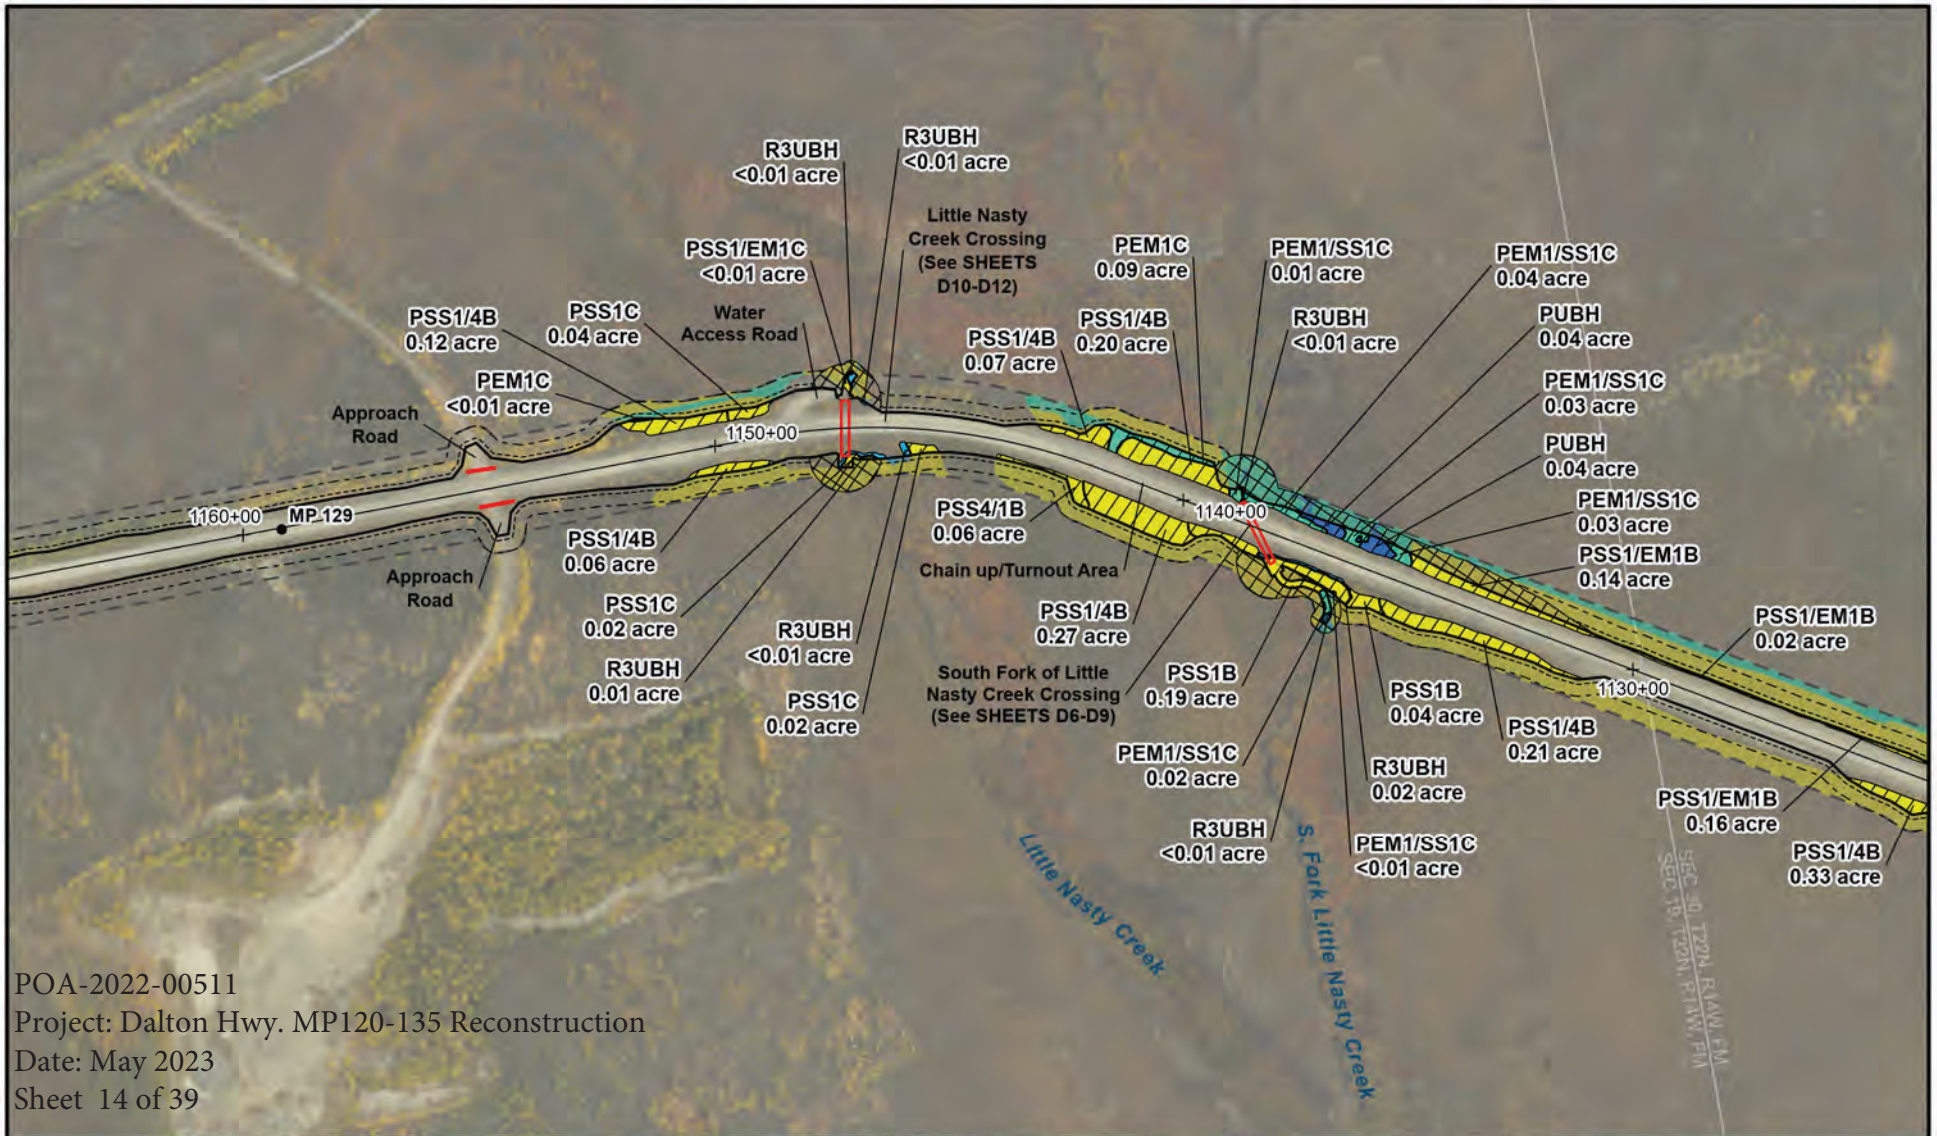 R3UBH
<0.01 acre
R3UBH
<0.01 acre
Little Nasty
Creek Crossing
(See SHEETS
D10-D12)
PSS1/EM1C
<0.01 acre
PEM1C
0.09 acre
PEM1/SS1C
0.01 acre
PEM1/SS1C
0.04 acre
Water
Access Road
PSS1/4B
0.12 acre
PSS1C
0.04 acre
PSS1/4B
0.07 acre
PSS1/4B
0.20 acre
R3UBH
<0.01 acre
PUBH
0.04 acre
PEM1C
<0.01 acre
PEM1/SS1C
0.03 acre
Approach
Road
1150+00
PUBH
0.04 acre
1160+00
MP 129
PSS4/1B
0.06 acre
1140+00
PEM1/SS1C
0.03 acre
PSS1/4B
0.06 acre
Chain up/Turnout Area
PSS1/EM1B
0.14 acre
Approach
Road
PSS1C
0.02 acre
R3UBH
<0.01 acre
PSS1/4B
0.27 acre
PSS1/EM1B
0.02 acre
R3UBH
0.01 acre
PSS1C
0.02 acre
South Fork of Little
Nasty Creek Crossing
(See SHEETS D6-D9)
PSS1B
0.19 acre
PSS1B
0.04 acre
1130+00
PSS1/4B
0.21 acre
PEM1/SS1C
0.02 acre
R3UBH
0.02 acre
PSS1/EM1B
0.16 acre
R3UBH
<0.01 acre
PEM1/SS1C
<0.01 acre
PSS1/4B
0.33 acre
Little Nasty Creek
S. Fork Little Nasty Creek
SEC 30, T22N, R14W, FM
SEC 19, T22N, R14W, FM
POA-2022-00511
Project: Dalton Hwy. MP120-135 Reconstruction
Date: May 2023
Sheet 14 of 39